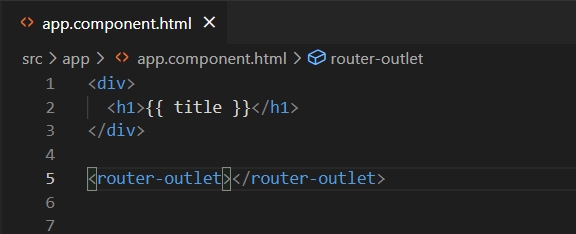 app.component.html
src > app > app.component.html > router-outlet
1 <div>
2 <h1>{{ title }}</h1>
3 </div>
4
5 <router-outlet></router-outlet>
6
7